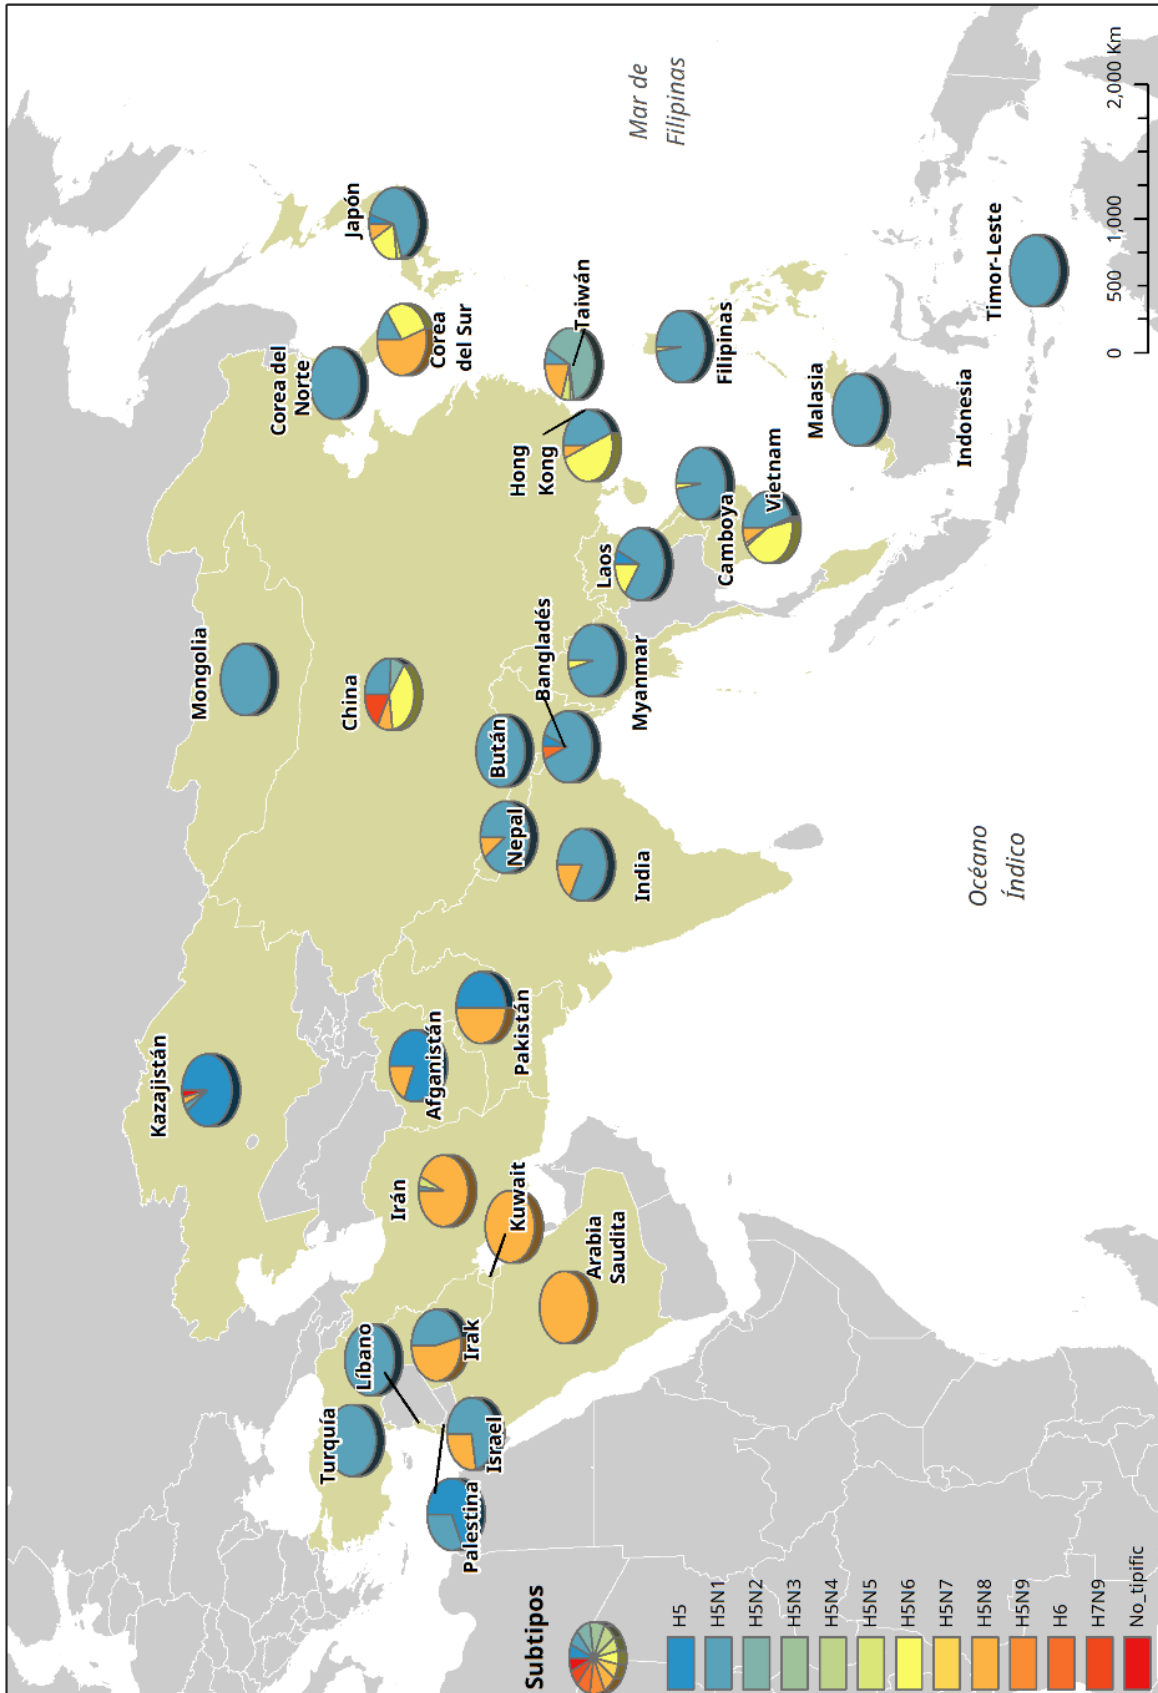 Kazajistán
Mongolia
China
Corea del
Norte
Corea
del Sur
Japón
Turquía
Líbano
Palestina
Israel
Irak
Irán
Kuwait
Arabia
Saudita
Afganistán
Pakistán
Nepal
Bután
India
Bangladés
Myanmar
Laos
Hong
Kong
Taiwán
Camboya
Vietnam
Filipinas
Malasia
Indonesia
Timor-Leste
Mar de
Filipinas
Océano
Índico
Subtipos
H5
H5N1
H5N2
H5N3
H5N4
H5N5
H5N6
H5N7
H5N8
H5N9
H6
H7N9
No_tipific
0 500 1,000 2,000 Km